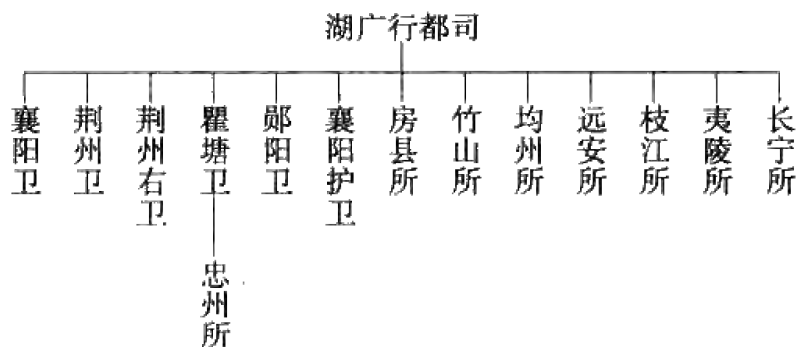 湖广行都司
襄阳卫
荆州卫
荆州右卫
瞿塘卫
郧阳卫
襄阳护卫
房县所
竹山所
均州所
远安所
枝江所
夷陵所
长宁所
忠州所